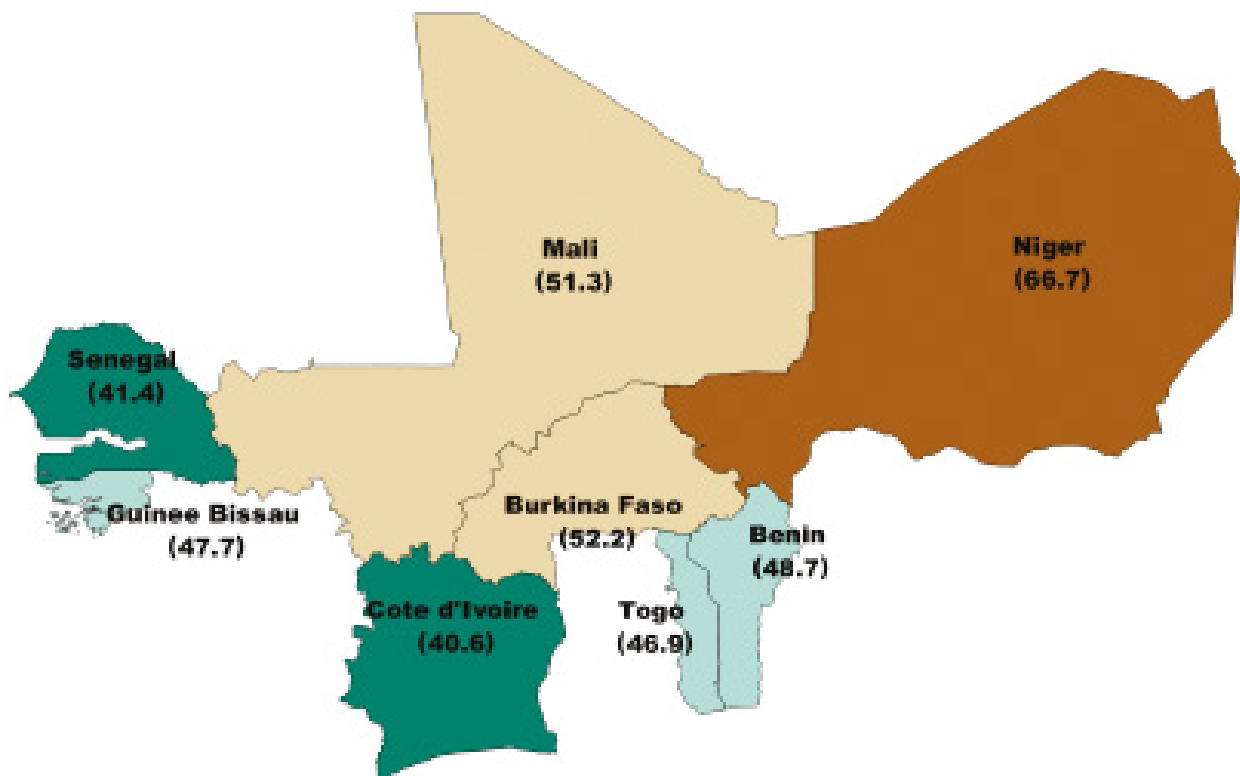 Mali
(51.3)
Niger
(66.7)
Senegal
(41.4)
Guinee Bissau
(47.7)
Burkina Faso
(52.2)
Benin
(48.7)
Cote d'Ivoire
(40.6)
Togo
(46.9)